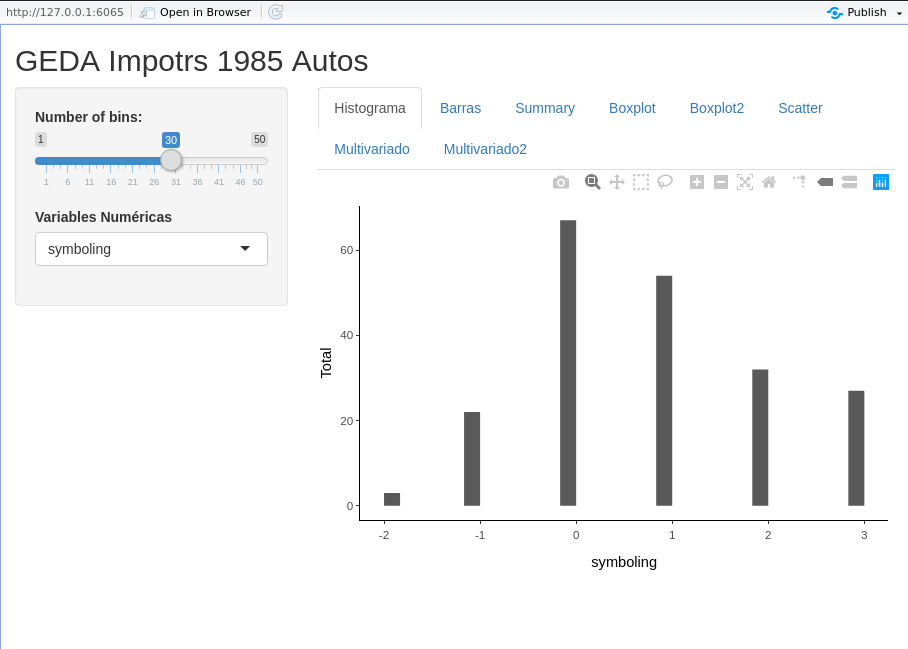 http://127.0.0.1:6065 Open in Browser Publish
GEDA Impotrs 1985 Autos
Number of bins:
1 30 50
1 6 11 16 21 26 31 36 41 46 50
Variables Numéricas
symboling
Histograma Barras Summary Boxplot Boxplot2 Scatter
Multivariado Multivariado2
60
40
20
0
Total
-2 -1 0 1 2 3
symboling